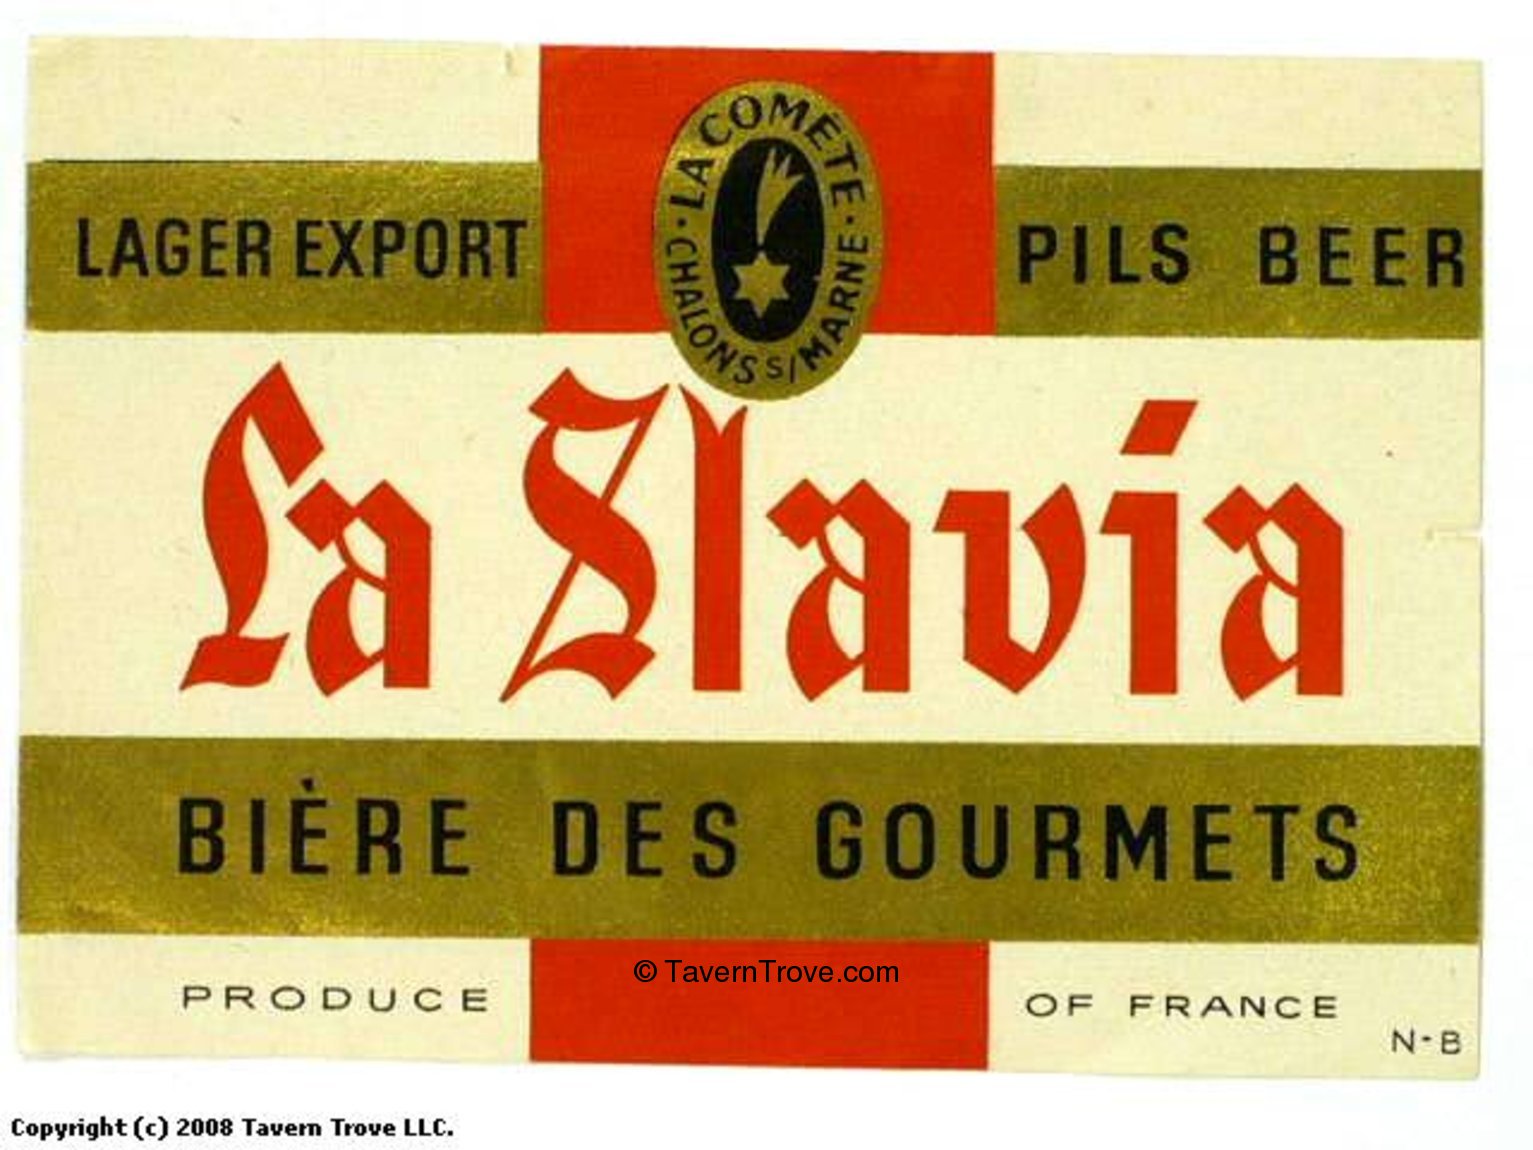 LA COMÈTE
CHALONS S/ MARNE
LAGER EXPORT PILS BEER
La Slavia
BIÈRE DES GOURMETS
© TavernTrove.com
PRODUCE OF FRANCE
N-B
Copyright (c) 2008 Tavern Trove LLC.